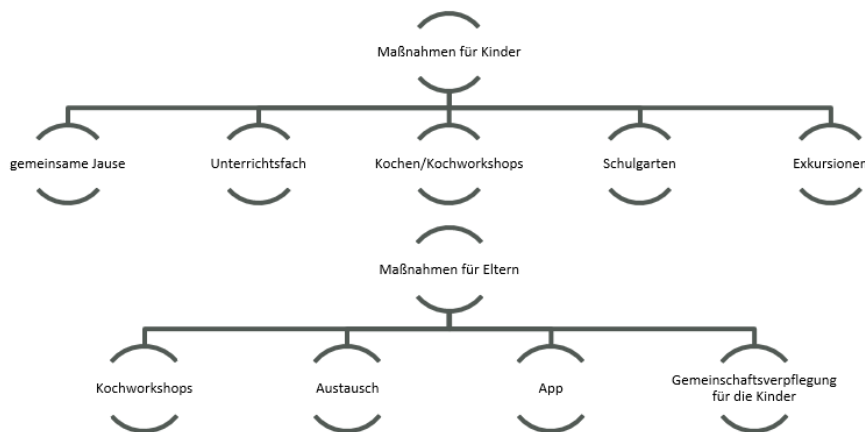 Maßnahmen für Kinder
gemeinsame Jause
Unterrichtsfach
Kochen/Kochworkshops
Schulgarten
Exkursionen
Maßnahmen für Eltern
Kochworkshops
Austausch
App
Gemeinschaftsverpflegung
für die Kinder